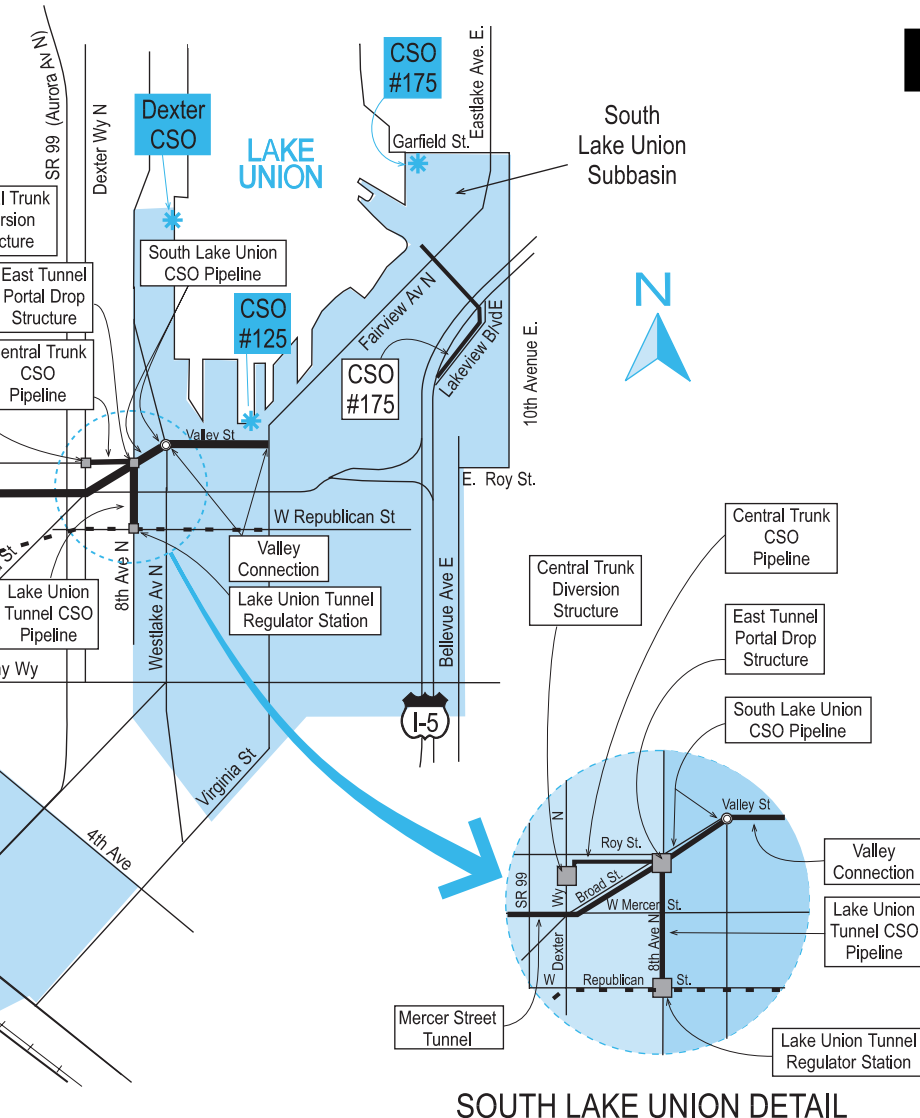 SR 99 (Aurora Av N)
Dexter Wy N
Dexter
CSO
LAKE
UNION
CSO
#175
Eastlake Ave. E.
Garfield St.
South
Lake Union
Subbasin
l Trunk
rsion
cture
East Tunnel
Portal Drop
Structure
entral Trunk
CSO
Pipeline
South Lake Union
CSO Pipeline
CSO
#125
Fairview Av N
CSO
#175
Lakeview B/vdE
10th Avenue E.
N
Valley St
E. Roy St.
W Republican St
St
8th Ave N
Westlake Av N
Valley
Connection
Lake Union Tunnel
Regulator Station
Lake Union
Tunnel CSO
Pipeline
y Wy
Bellevue Ave E
I-5
Virginia St
4th Ave
Central Trunk
Diversion
Structure
Central Trunk
CSO
Pipeline
East Tunnel
Portal Drop
Structure
South Lake Union
CSO Pipeline
Valley St
N
Roy St.
SR 99
Wy
Broad St.
W Mercer St.
Dexter
8th Ave N
W Republican St.
Valley
Connection
Lake Union
Tunnel CSO
Pipeline
Mercer Street
Tunnel
Lake Union Tunnel
Regulator Station
SOUTH LAKE UNION DETAIL